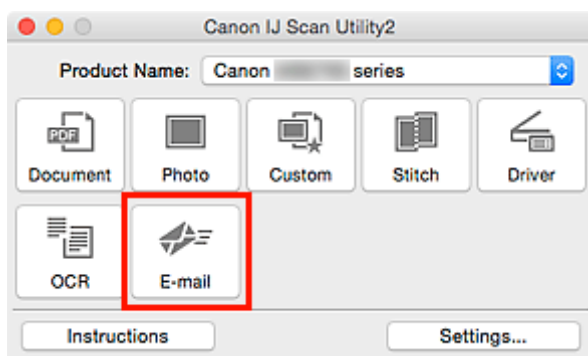 Canon IJ Scan Utility2
Product Name: Canon series
PDF
Document Photo Custom Stitch Driver
OCR E-mail
Instructions Settings...